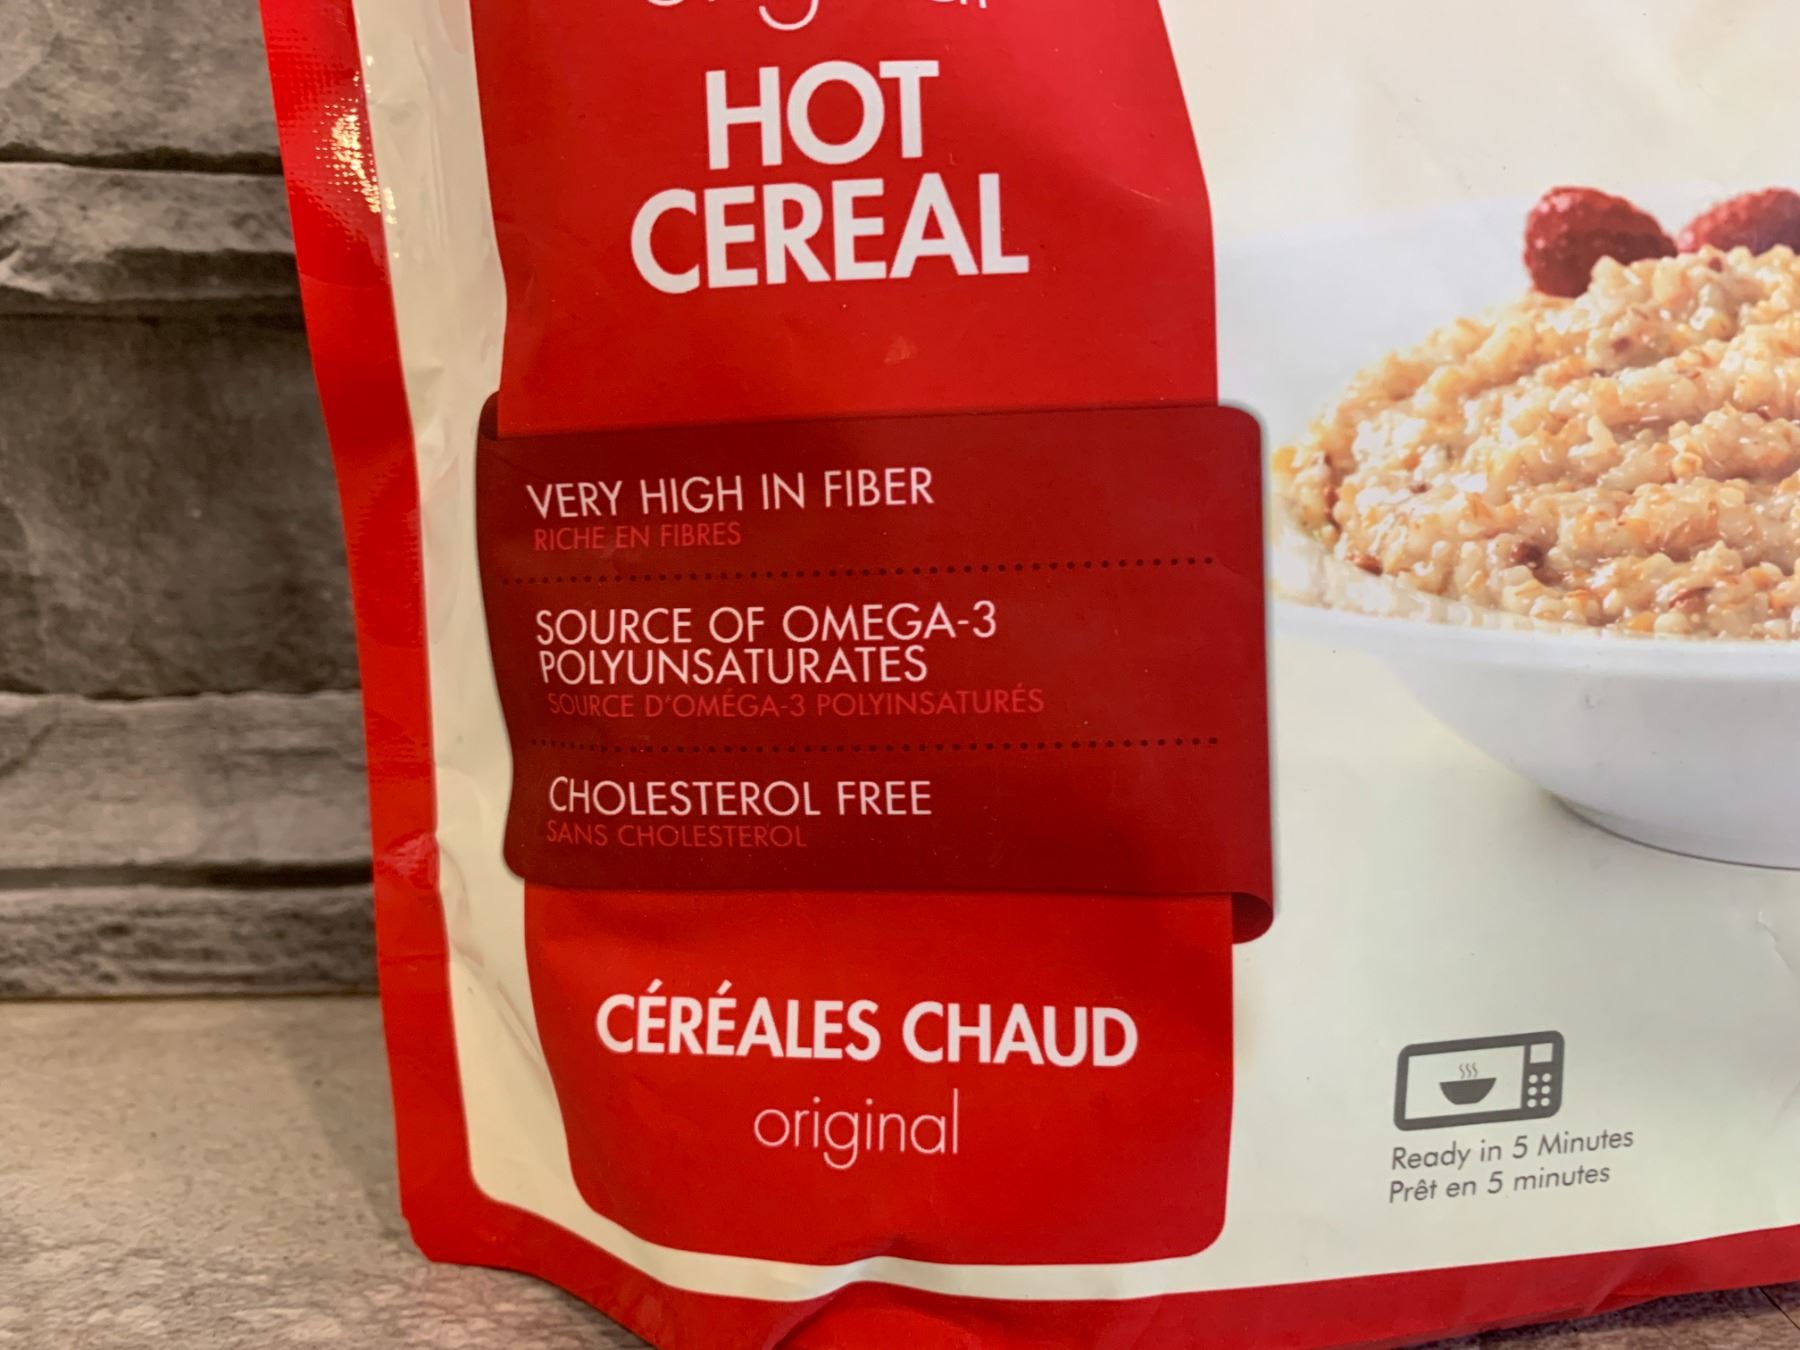 HOT
CEREAL
VERY HIGH IN FIBER
RICHE EN FIBRES
SOURCE OF OMEGA-3
POLYUNSATURATES
SOURCE D'OMÉGA-3 POLYINSATURÉS
CHOLESTEROL FREE
SANS CHOLESTEROL
CÉRÉALES CHAUD
original
Ready in 5 Minutes
Prêt en 5 minutes